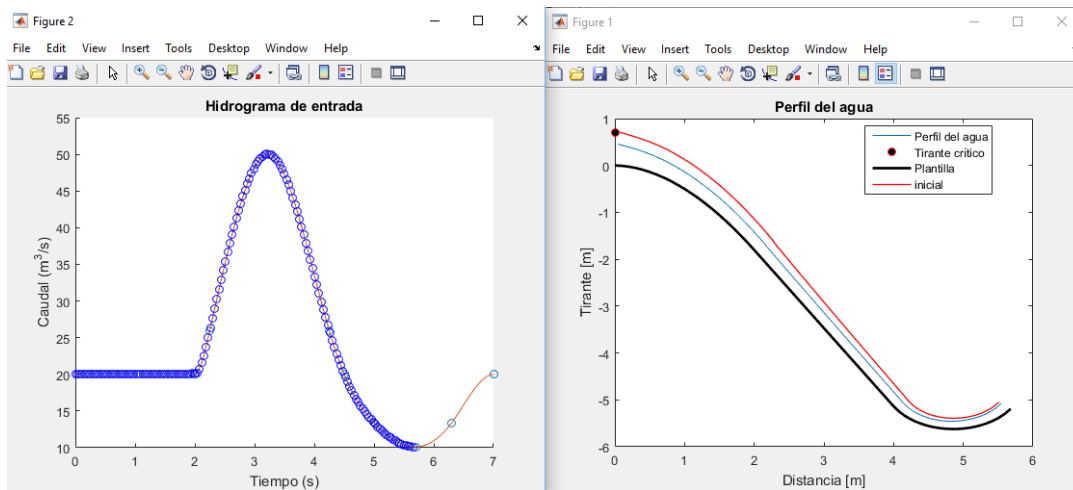 Figure 2
File Edit View Insert Tools Desktop Window Help
Hidrograma de entrada
55
50
45
40
35
30
25
20
15
10
Caudal (m³/s)
0 1 2 3 4 5 6 7
Tiempo (s)
Figure 1
File Edit View Insert Tools Desktop Window Help
Perfil del agua
1
0
-1
-2
-3
-4
-5
-6
Tirante [m]
Perfil del agua
Tirante crítico
Plantilla
inicial
0 1 2 3 4 5 6
Distancia [m]